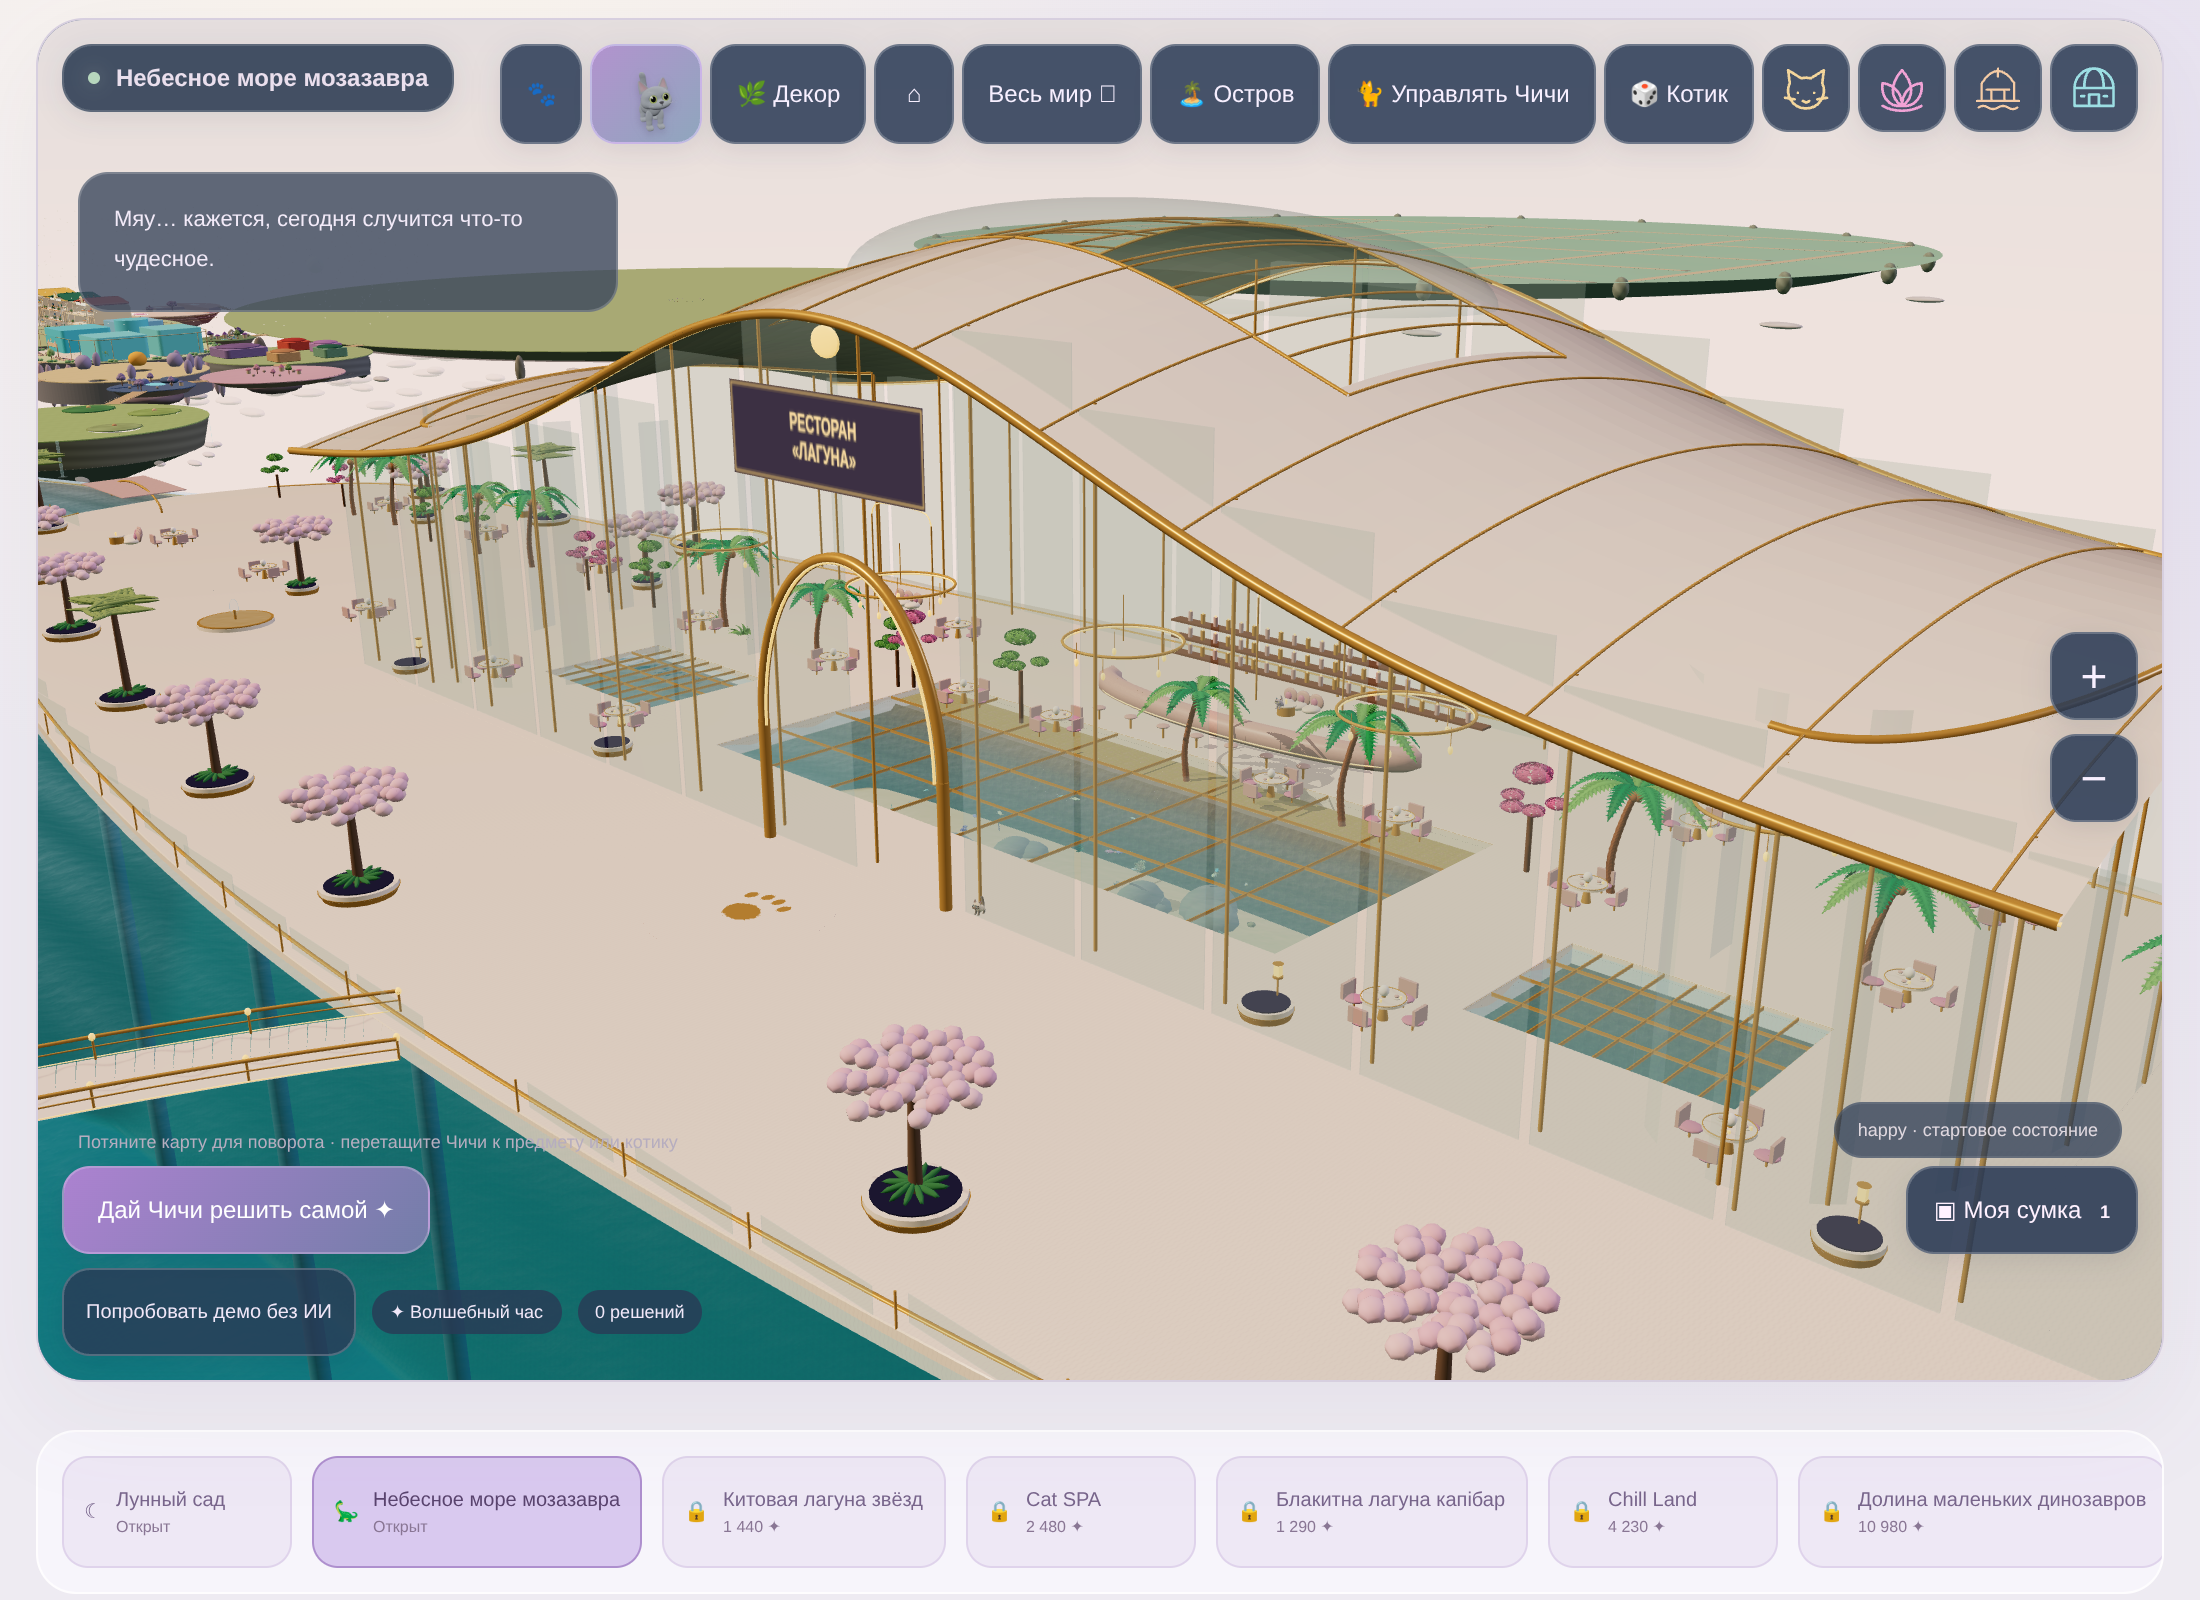 Небесное море мозазавра
Декор
Весь мир
Остров
Управлять Чичи
Котик
Мяу… кажется, сегодня случится что-то
чудесное.
РЕСТОРАН
«ЛАГУНА»
+
−
Потяните карту для поворота · перетащите Чичи к предмету или котику
happy · стартовое состояние
Дай Чичи решить самой ✦
Моя сумка 1
Попробовать демо без ИИ
✦ Волшебный час
0 решений
Лунный сад
Открыт
Небесное море мозазавра
Открыт
Китовая лагуна звёзд
1 440 ✦
Cat SPA
2 480 ✦
Блакитна лагуна капібар
1 290 ✦
Chill Land
4 230 ✦
Долина маленьких динозавров
10 980 ✦